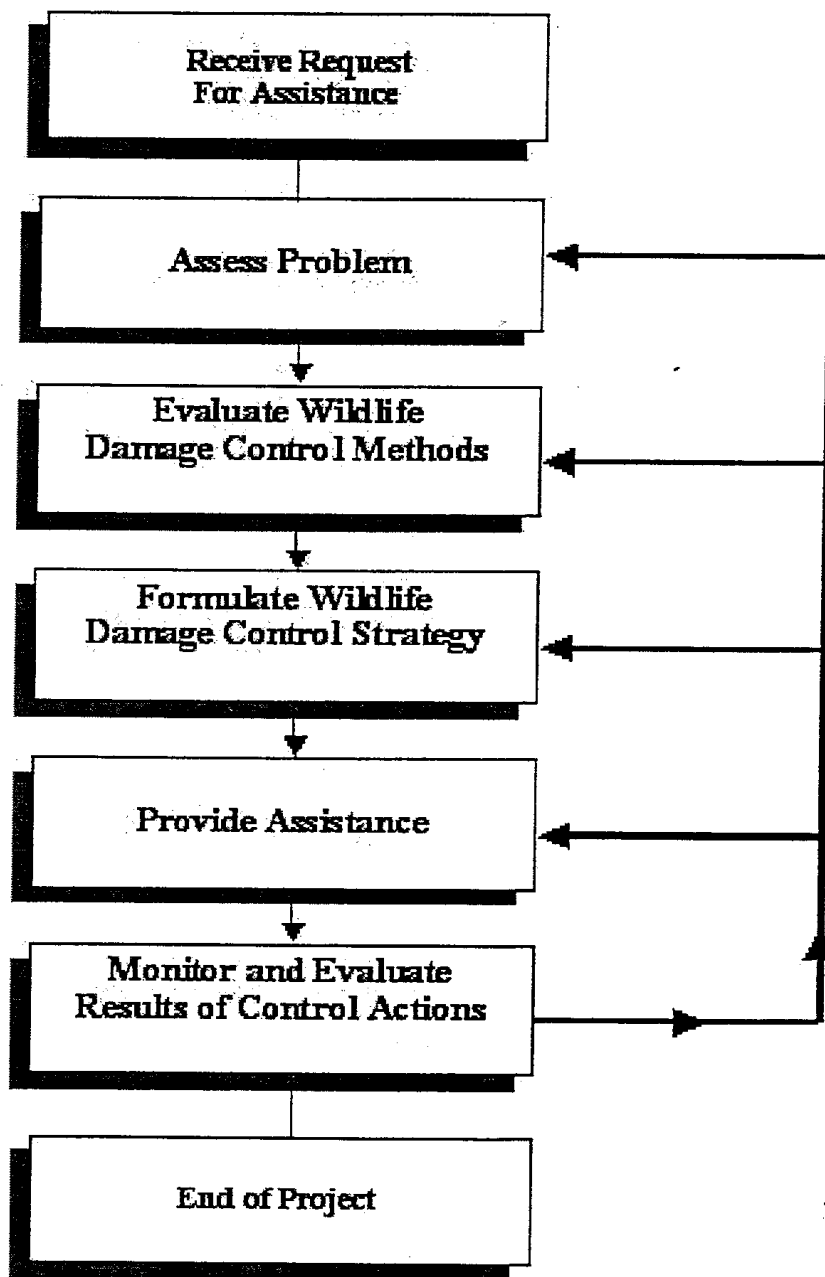 Receive Request
For Assistance
Assess Problem
Evaluate Wildlife
Damage Control Methods
Formulate Wildlife
Damage Control Strategy
Provide Assistance
Monitor and Evaluate
Results of Control Actions
End of Project